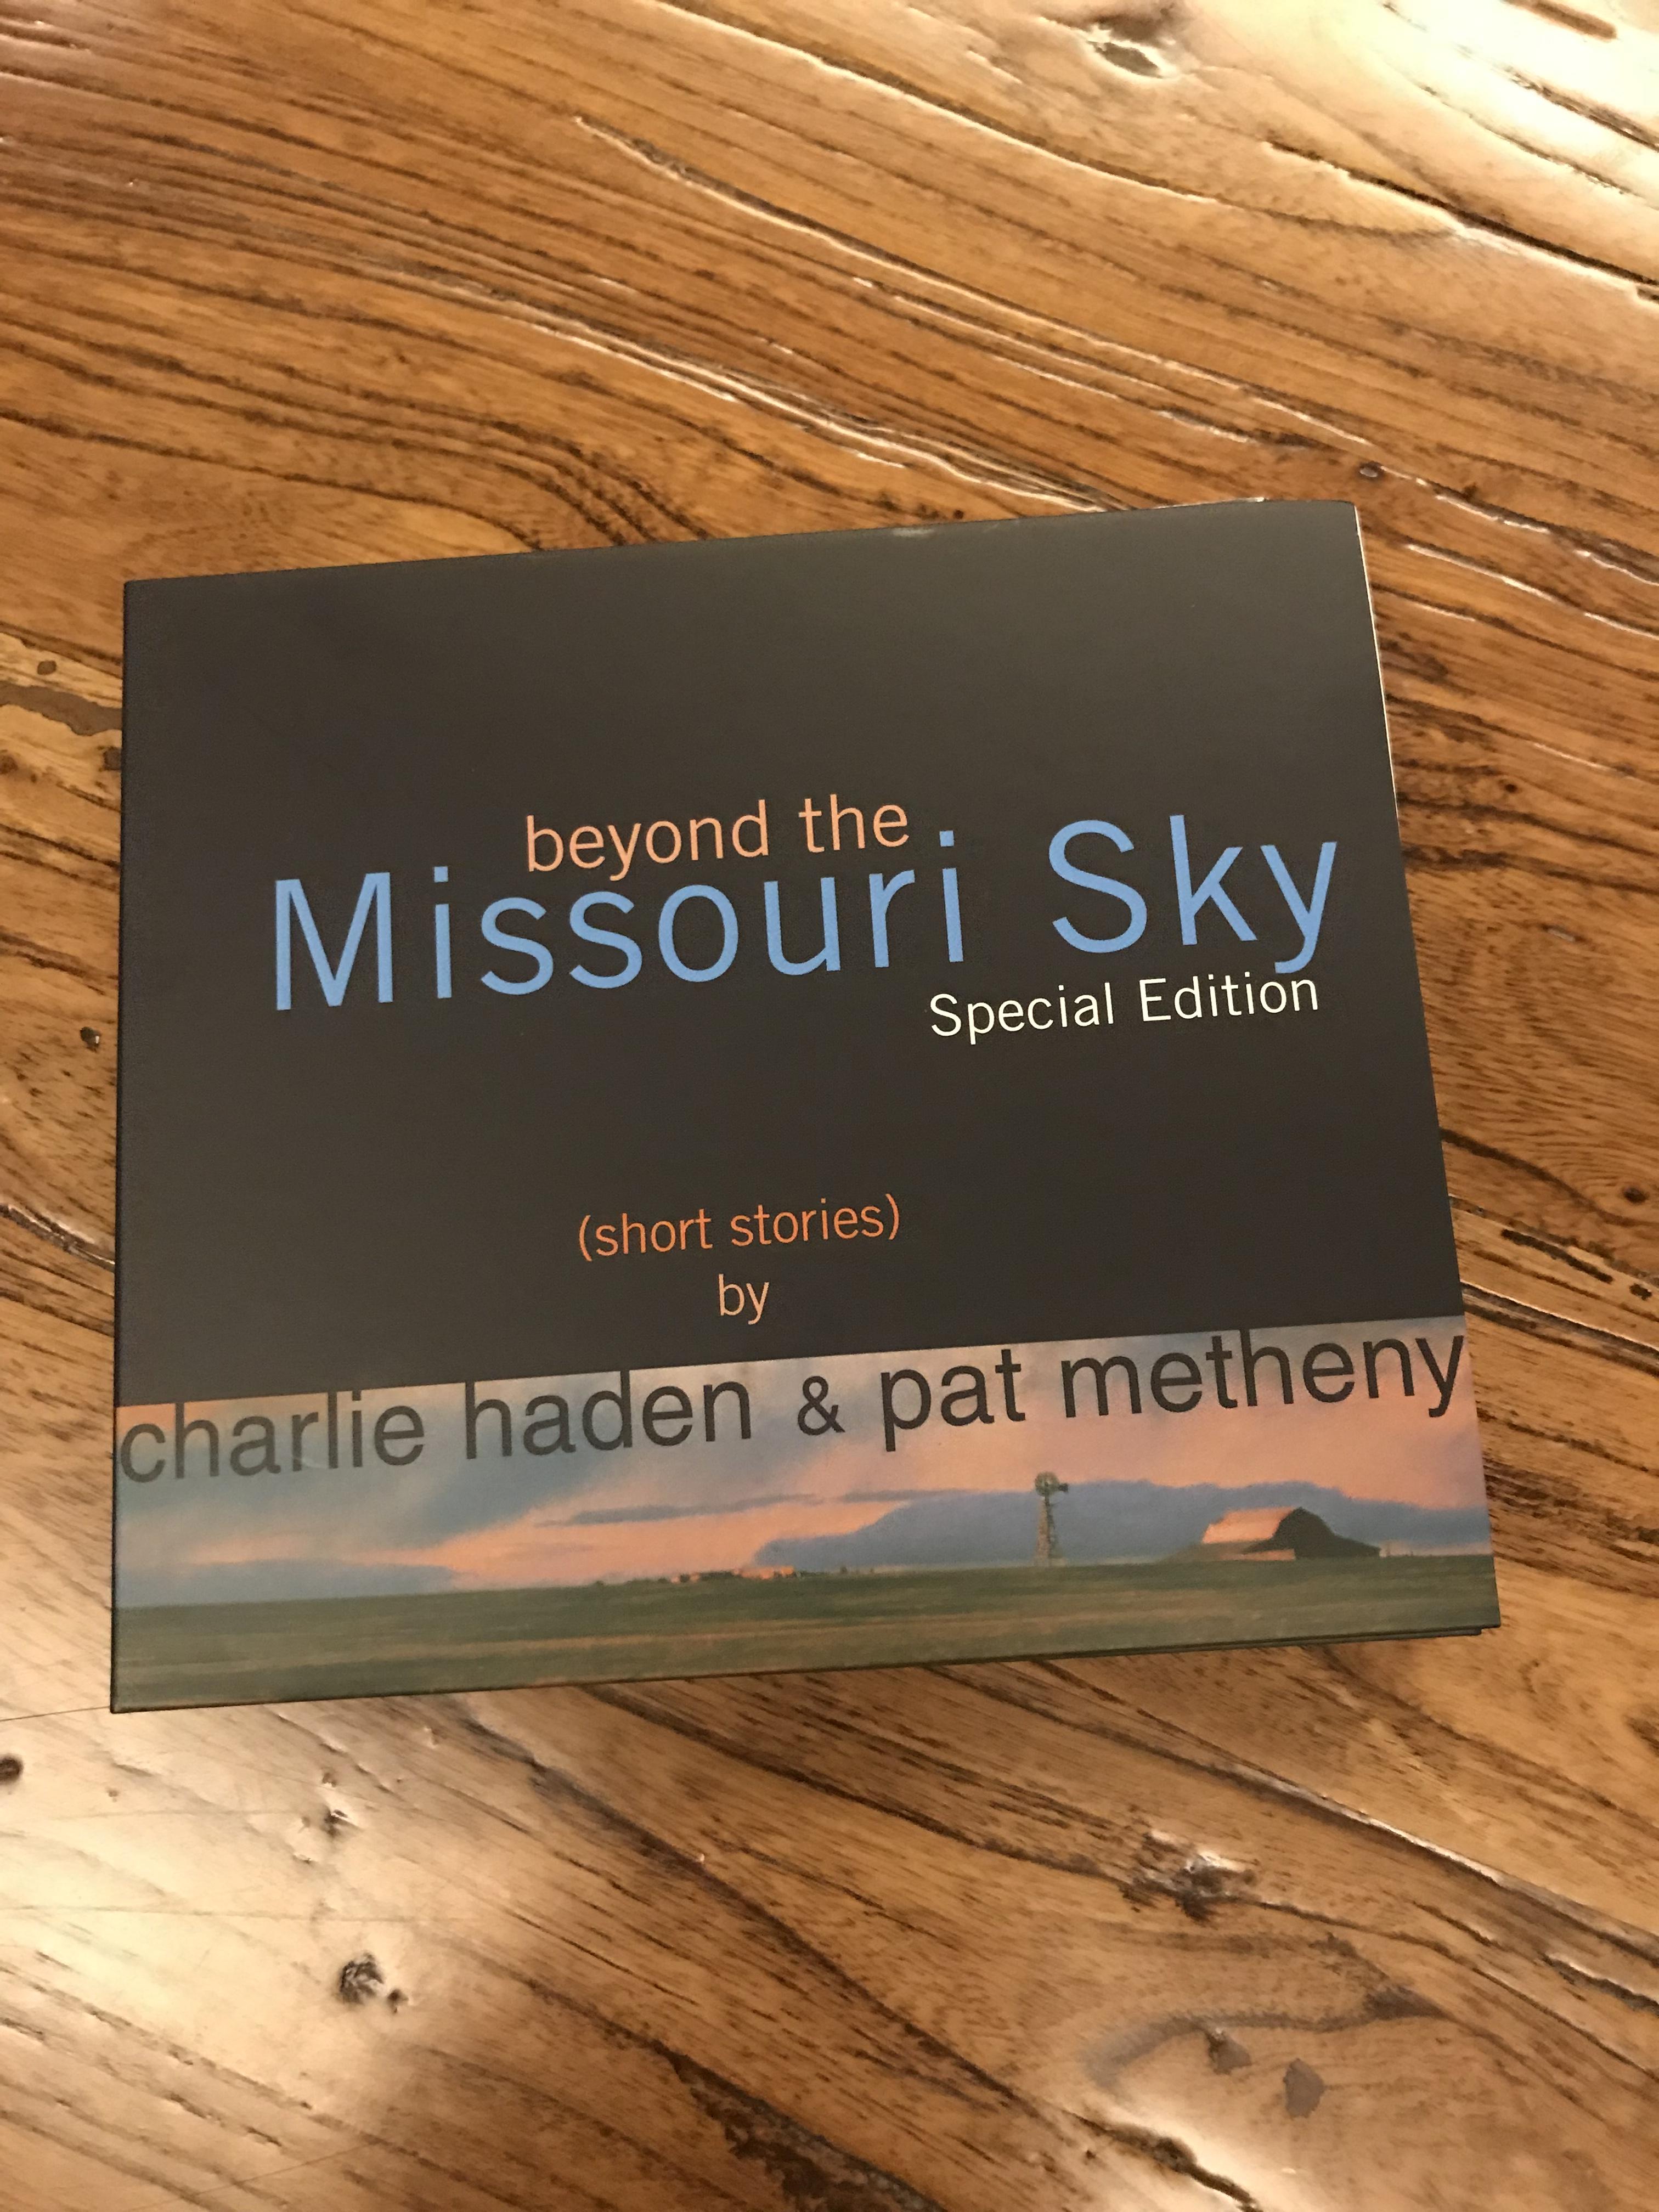 beyond the
Missouri Sky
Special Edition
(short stories)
by
charlie haden & pat metheny